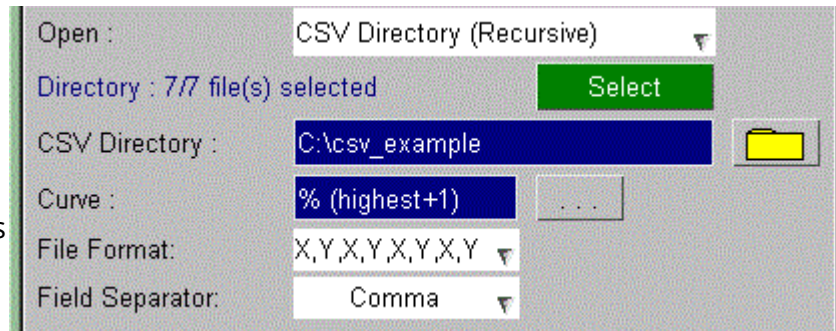 Open : CSV Directory (Recursive)
Directory : 7/7 file(s) selected Select
CSV Directory : C:\csv_example
Curve : % (highest+1) ...
s
File Format: X,Y,X,Y,X,Y,X,Y
Field Separator: Comma